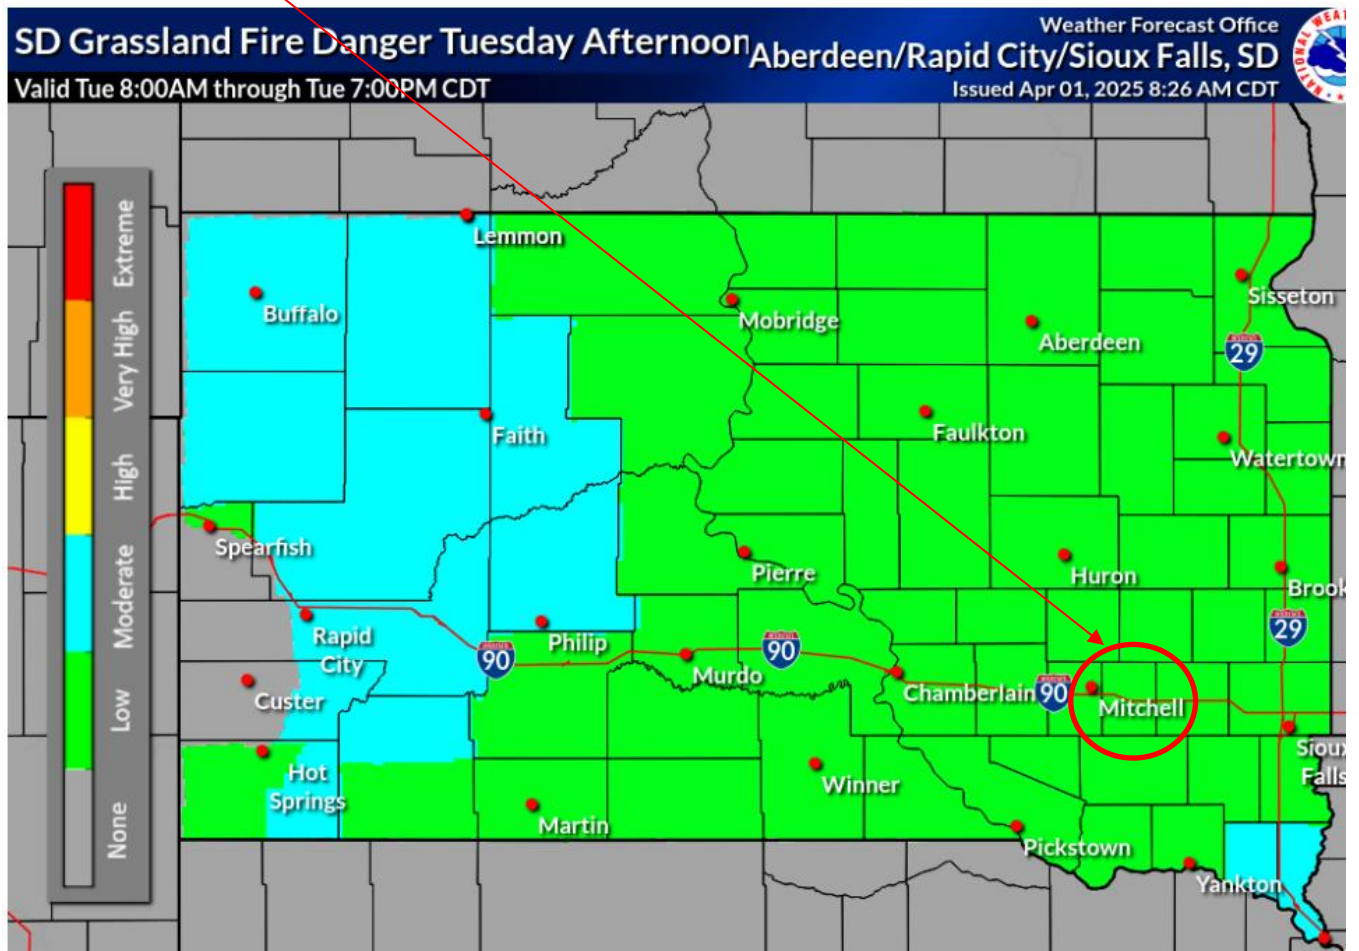 SD Grassland Fire Danger Tuesday Afternoon
Valid Tue 8:00AM through Tue 7:00PM CDT
Weather Forecast Office
Aberdeen/Rapid City/Sioux Falls, SD
Issued Apr 01, 2025 8:26 AM CDT
Extreme
Very High
High
Moderate
Low
None
Lemmon
Buffalo
Mobridge
Sisseton
Aberdeen
29
Faith
Faulkton
Watertown
Spearfish
Pierre
Huron
Brook
Rapid
City
Philip
90
90
29
Murdo
Custer
Chamberlain
90
Mitchell
Hot
Springs
Winner
Sioux
Falls
Martin
Pickstown
Yankton